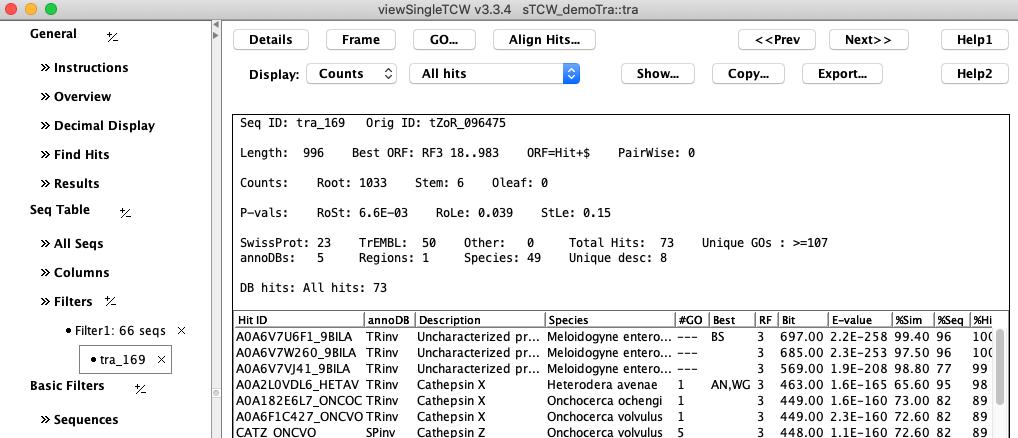 viewSingleTCW v3.3.4 sTCW_demoTra::tra
General +/-
>> Instructions
>> Overview
>> Decimal Display
>> Find Hits
>> Results
Seq Table +/-
>> All Seqs
>> Columns
>> Filters +/-
• Filter1: 66 seqs ×
• tra_169 ×
Basic Filters +/-
>> Sequences
Details Frame GO... Align Hits... <<Prev Next>> Help1
Display: Counts All hits Show... Copy... Export... Help2
Seq ID: tra_169 Orig ID: tZoR_096475
Length: 996 Best ORF: RF3 18..983 ORF=Hit+$ PairWise: 0
Counts: Root: 1033 Stem: 6 Oleaf: 0
P-vals: RoSt: 6.6E-03 RoLe: 0.039 StLe: 0.15
SwissProt: 23 TrEMBL: 50 Other: 0 Total Hits: 73 Unique GOs : >=107
annoDBs: 5 Regions: 1 Species: 49 Unique desc: 8
DB hits: All hits: 73
Hit ID annoDB Description Species #GO Best RF Bit E-value %Sim %Seq %Hi
A0A6V7U6F1_9BILA TRinv Uncharacterized pr... Meloidogyne entero... --- BS 3 697.00 2.2E-258 99.40 96 100
A0A6V7W260_9BILA TRinv Uncharacterized pr... Meloidogyne entero... --- 3 685.00 2.3E-253 97.50 96 100
A0A6V7VJ41_9BILA TRinv Uncharacterized pr... Meloidogyne entero... --- 3 569.00 1.9E-208 98.80 77 99
A0A2L0VDL6_HETAV TRinv Cathepsin X Heterodera avenae 1 AN,WG 3 463.00 1.6E-165 65.60 95 98
A0A182E6L7_ONCOC TRinv Cathepsin X Onchocerca ochengi 1 3 449.00 1.6E-160 73.00 82 89
A0A6F1C427_ONCVO TRinv Cathepsin X Onchocerca volvulus 1 3 449.00 2.3E-160 72.60 82 89
CATZ_ONCVO SPinv Cathepsin Z Onchocerca volvulus 5 3 448.00 1.1E-160 72.60 82 89